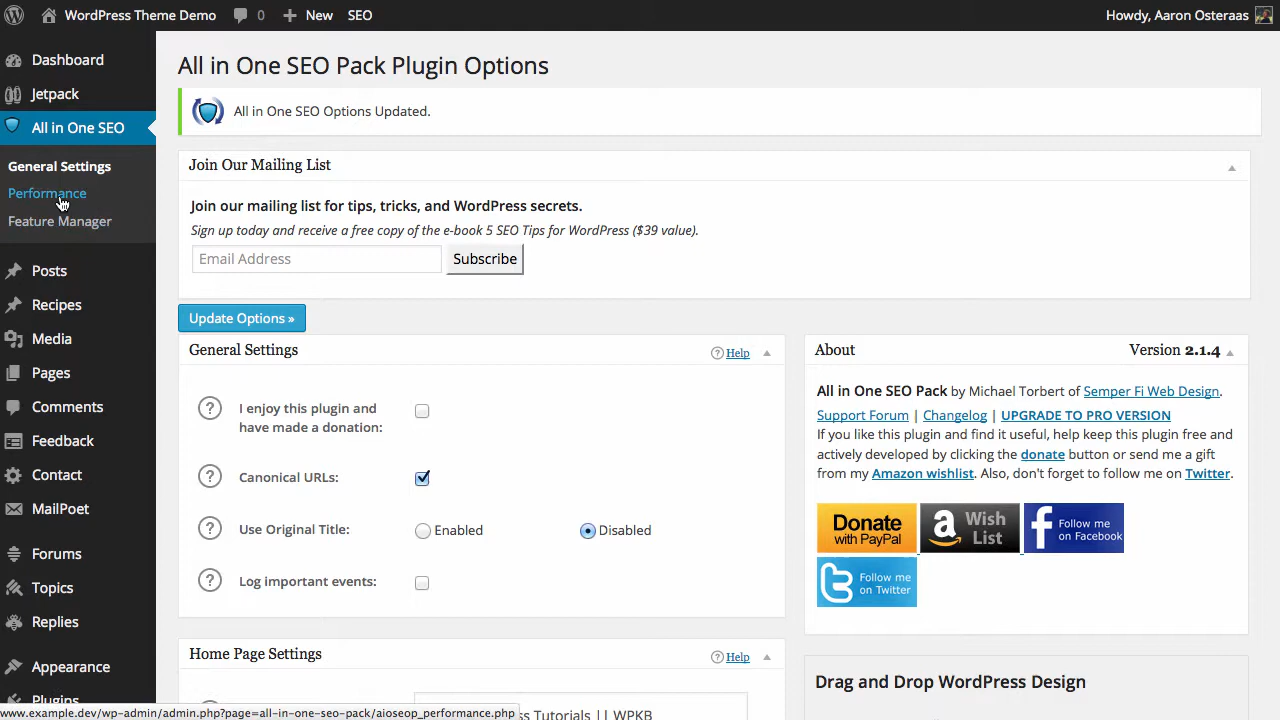 WordPress Theme Demo
0
New
SEO
Howdy, Aaron Osteraas
Dashboard
Jetpack
All in One SEO
General Settings
Performance
Feature Manager
Posts
Recipes
Media
Pages
Comments
Feedback
Contact
MailPoet
Forums
Topics
Replies
Appearance
Plugins
All in One SEO Pack Plugin Options
All in One SEO Options Updated.
Join Our Mailing List
Join our mailing list for tips, tricks, and WordPress secrets.
Sign up today and receive a free copy of the e-book 5 SEO Tips for WordPress ($39 value).
Email Address
Subscribe
Update Options »
General Settings
? Help
? I enjoy this plugin and
have made a donation:
? Canonical URLs:
? Use Original Title:
Enabled
Disabled
? Log important events:
Home Page Settings
? Help
Tutorials || WPKB
About
Version 2.1.4
All in One SEO Pack by Michael Torbert of Semper Fi Web Design.
Support Forum | Changelog | UPGRADE TO PRO VERSION
If you like this plugin and find it useful, help keep this plugin free and
actively developed by clicking the donate button or send me a gift
from my Amazon wishlist. Also, don't forget to follow me on Twitter.
Donate
with PayPal
a Wish
List
f Follow me
on Facebook
Follow me
on Twitter
Drag and Drop WordPress Design
www.example.dev/wp-admin/admin.php?page=all-in-one-seo-pack/aioseop_performance.php